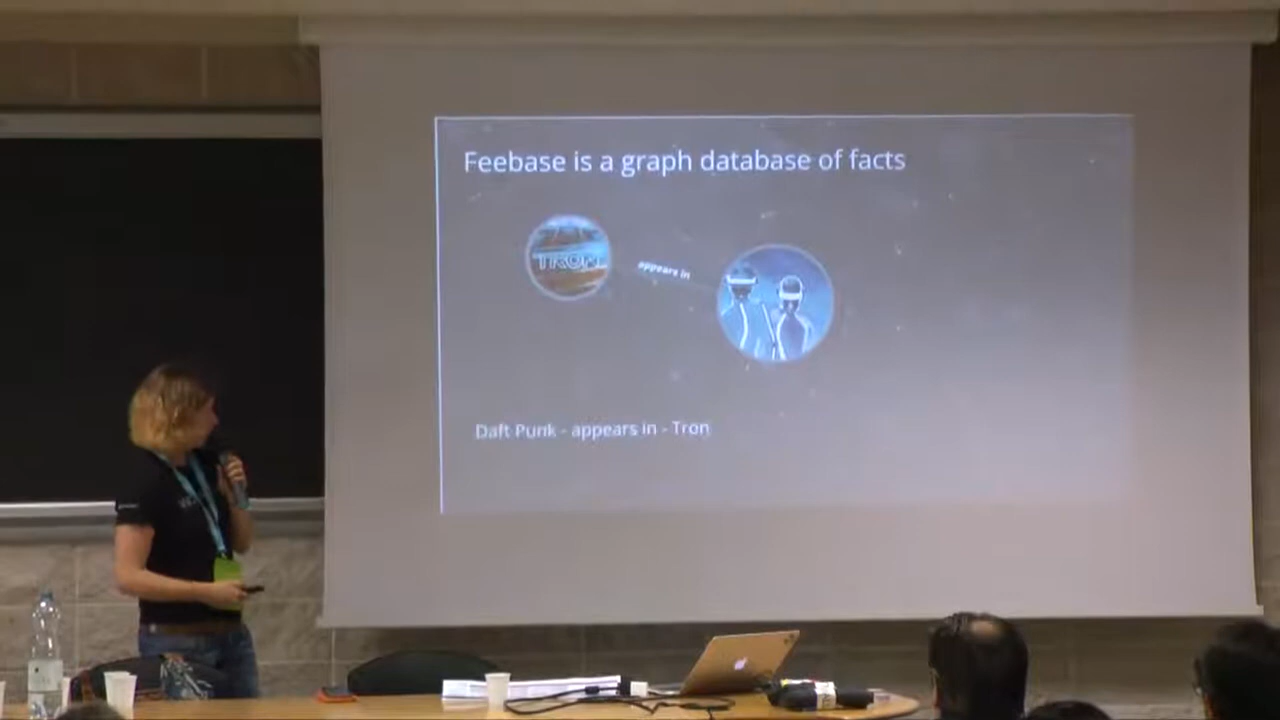 Feebase is a graph database of facts
TRON
appears in
Daft Punk - appears in - Tron